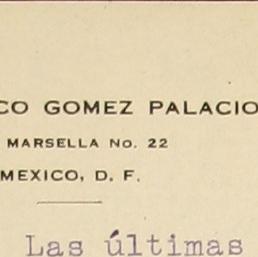 CO GOMEZ PALACIO
MARSELLA No. 22
MEXICO, D. F.
Las últimas